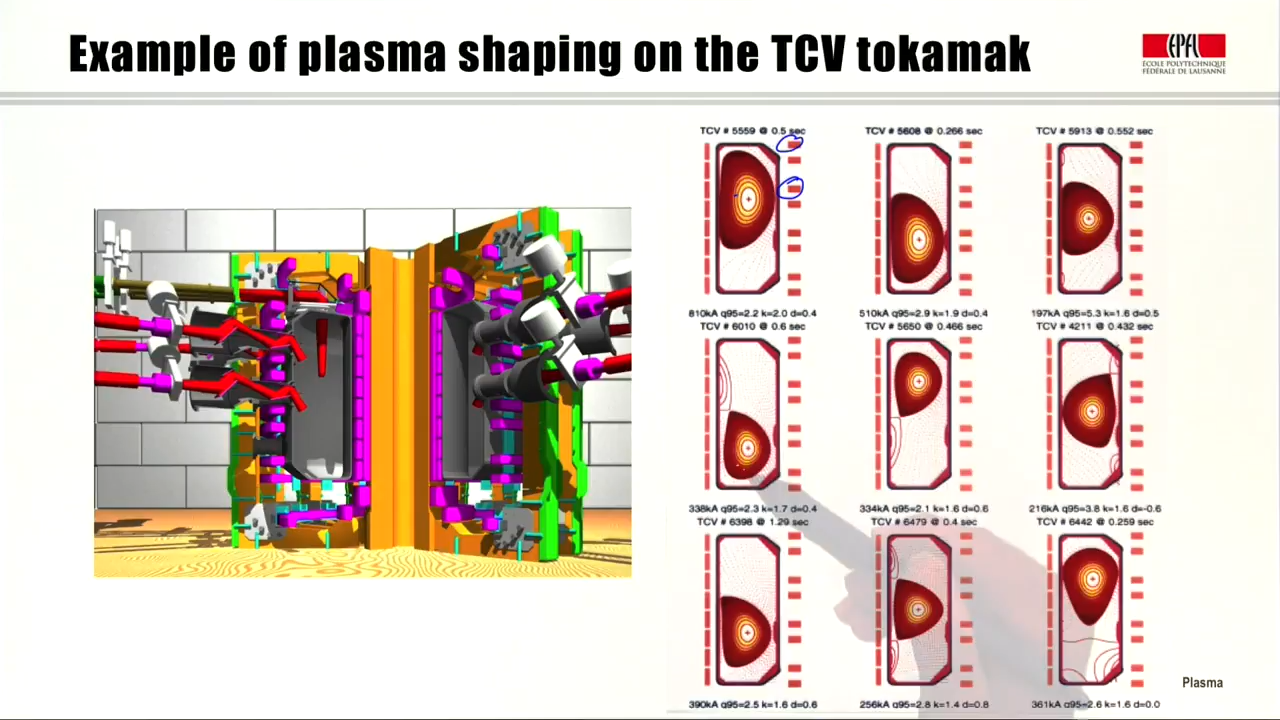 Example of plasma shaping on the TCV tokamak
EPFL
ÉCOLE POLYTECHNIQUE
FÉDÉRALE DE LAUSANNE
TCV # 5559 @ 0.5 sec
TCV # 5608 @ 0.266 sec
TCV # 5913 @ 0.552 sec
810kA q95=2.2 k=2.0 d=0.4
510kA q95=2.9 k=1.9 d=0.4
197kA q95=5.3 k=1.6 d=0.5
TCV # 6010 @ 0.6 sec
TCV # 5650 @ 0.466 sec
TCV # 4211 @ 0.432 sec
338kA q95=2.3 k=1.7 d=0.4
334kA q95=2.1 k=1.6 d=0.6
216kA q95=3.8 k=1.6 d=-0.6
TCV # 6398 @ 1.29 sec
TCV # 6479 @ 0.4 sec
TCV # 6442 @ 0.259 sec
390kA q95=2.5 k=1.6 d=0.6
256kA q95=2.8 k=1.4 d=0.8
361kA q95=2.6 k=1.6 d=0.0
Plasma